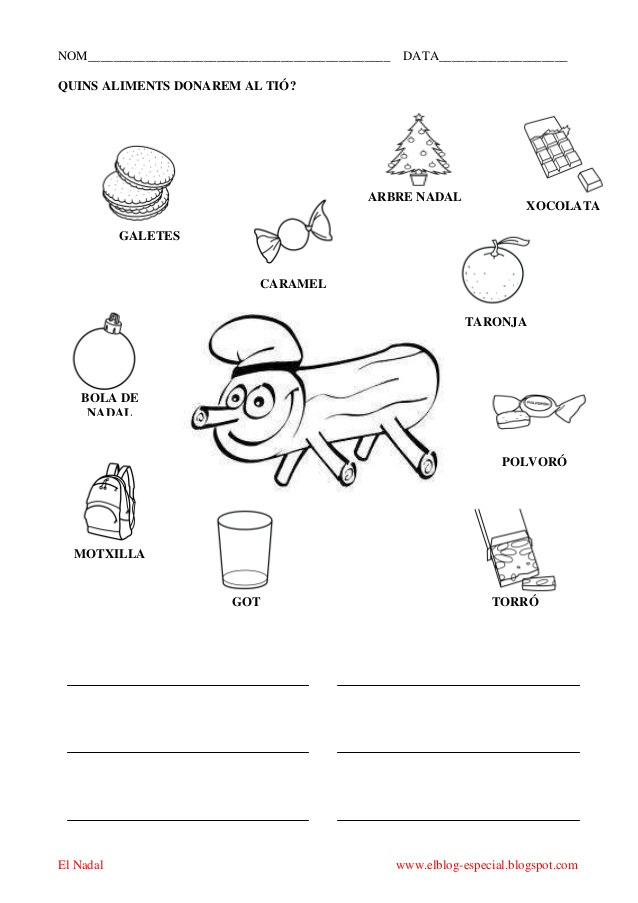 NOM DATA
QUINS ALIMENTS DONAREM AL TIÓ?
ARBRE NADAL
XOCOLATA
GALETES
CARAMEL
TARONJA
BOLA DE
NADAL
POLVORÓ
MOTXILLA
GOT
TORRÓ
El Nadal www.elblog-especial.blogspot.com